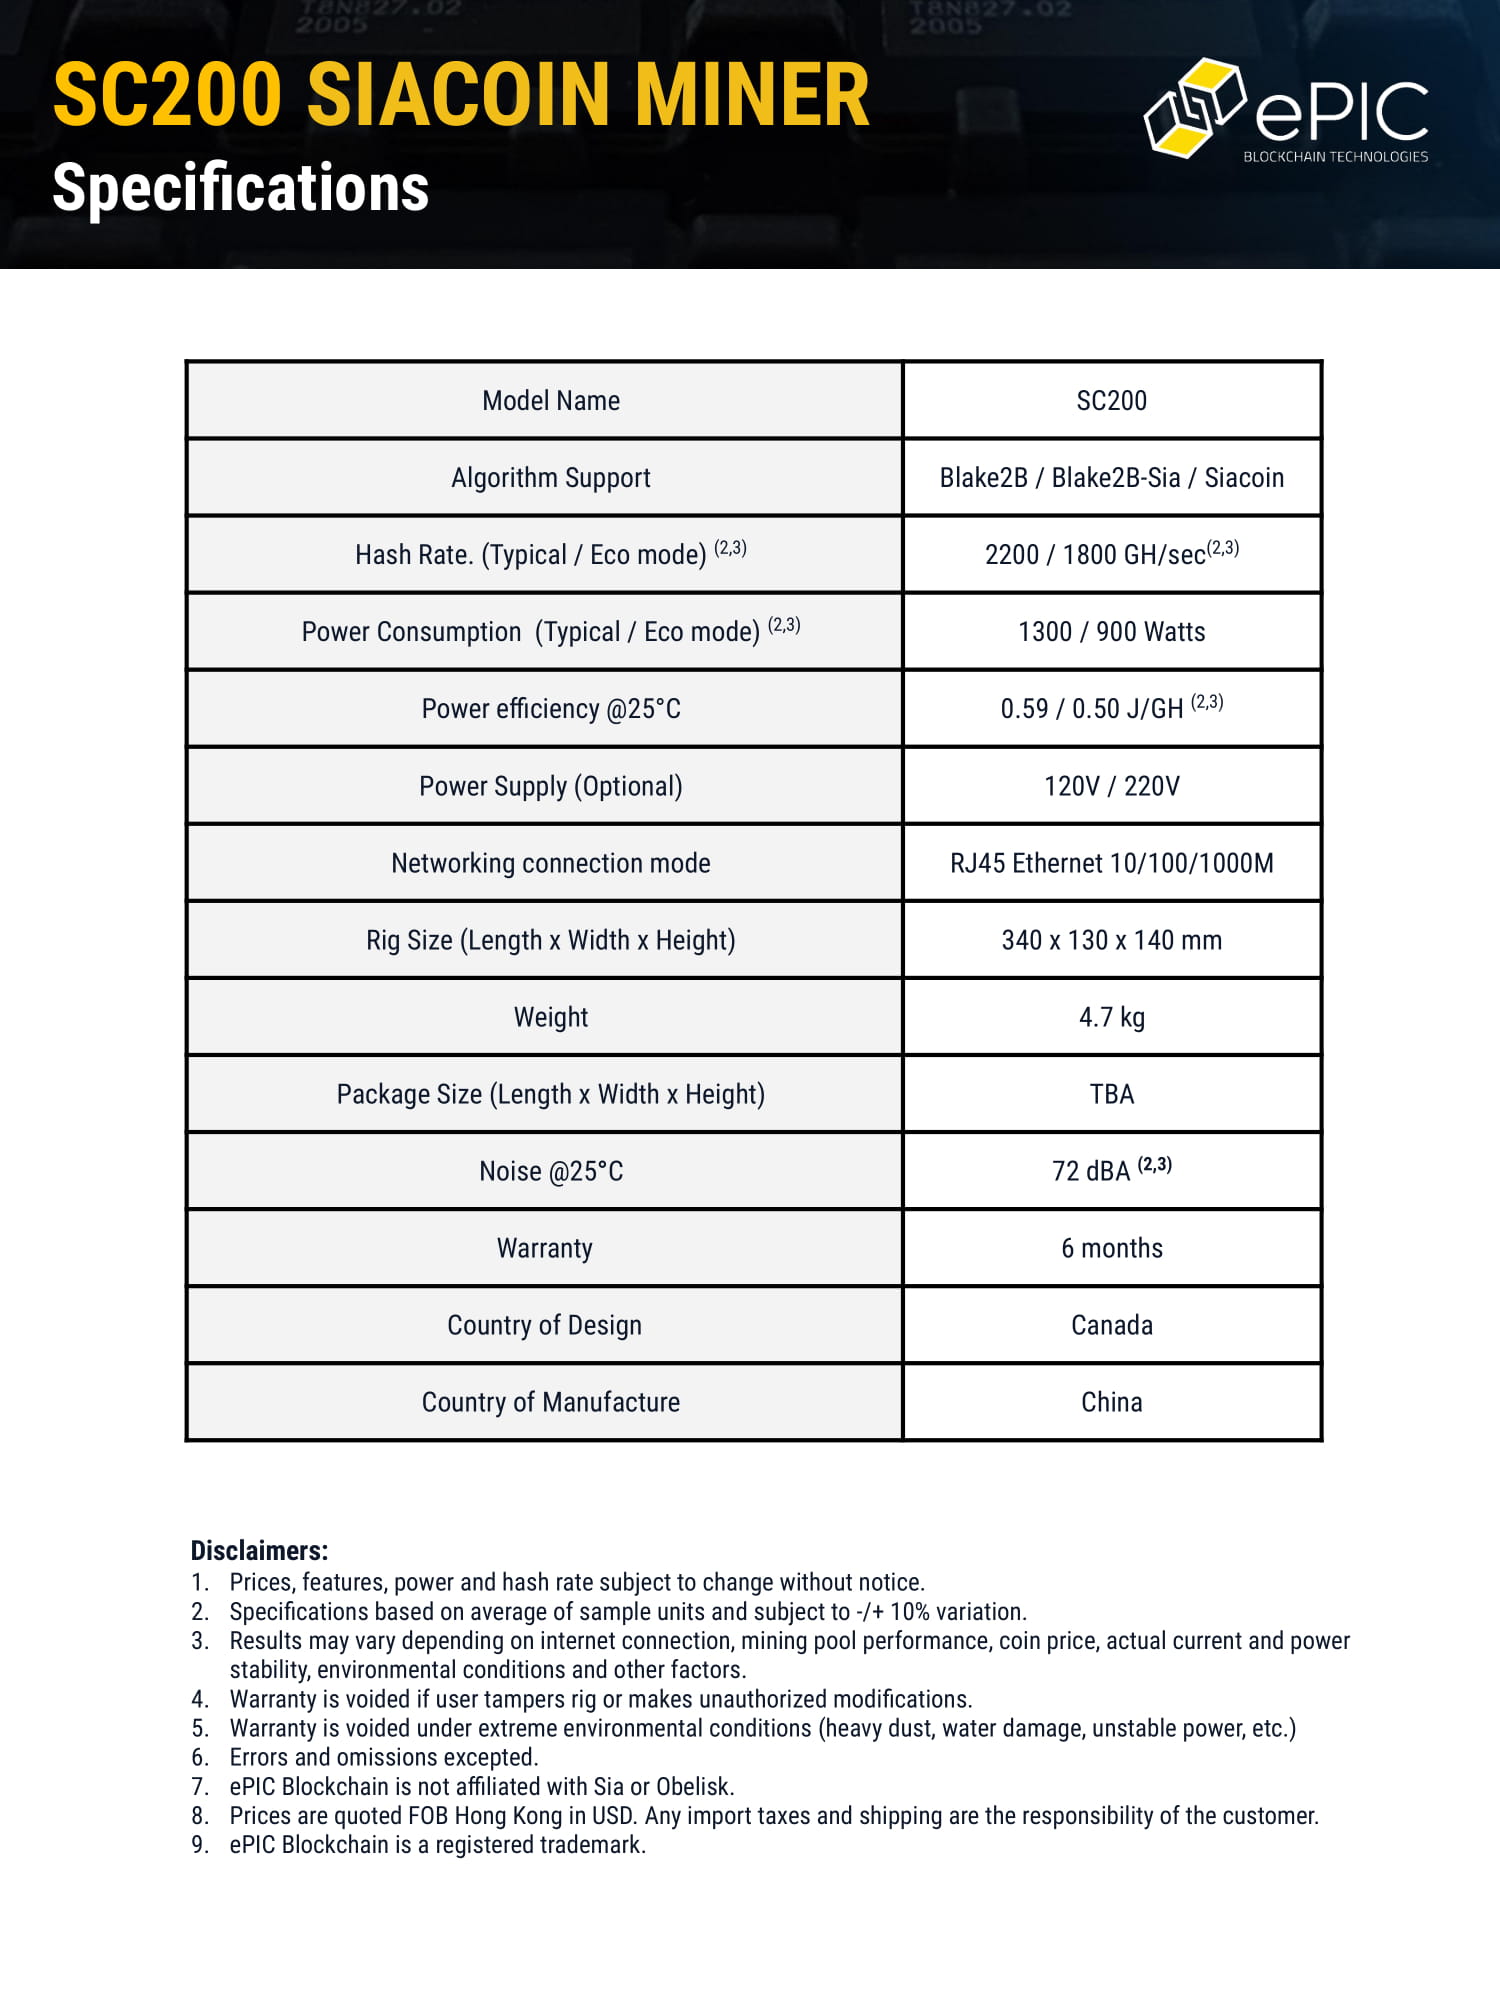 T8N827.02
2005
T8N827.02
2005
SC200 SIACOIN MINER
Specifications
ePIC
BLOCKCHAIN TECHNOLOGIES
Model Name SC200
Algorithm Support Blake2B / Blake2B-Sia / Siacoin
Hash Rate. (Typical / Eco mode) (2,3) 2200 / 1800 GH/sec(2,3)
Power Consumption  (Typical / Eco mode) (2,3) 1300 / 900 Watts
Power efficiency @25°C 0.59 / 0.50 J/GH (2,3)
Power Supply (Optional) 120V / 220V
Networking connection mode RJ45 Ethernet 10/100/1000M
Rig Size (Length x Width x Height) 340 x 130 x 140 mm
Weight 4.7 kg
Package Size (Length x Width x Height) TBA
Noise @25°C 72 dBA (2,3)
Warranty 6 months
Country of Design Canada
Country of Manufacture China
Disclaimers:
1. Prices, features, power and hash rate subject to change without notice.
2. Specifications based on average of sample units and subject to -/+ 10% variation.
3. Results may vary depending on internet connection, mining pool performance, coin price, actual current and power
stability, environmental conditions and other factors.
4. Warranty is voided if user tampers rig or makes unauthorized modifications.
5. Warranty is voided under extreme environmental conditions (heavy dust, water damage, unstable power, etc.)
6. Errors and omissions excepted.
7. ePIC Blockchain is not affiliated with Sia or Obelisk.
8. Prices are quoted FOB Hong Kong in USD. Any import taxes and shipping are the responsibility of the customer.
9. ePIC Blockchain is a registered trademark.